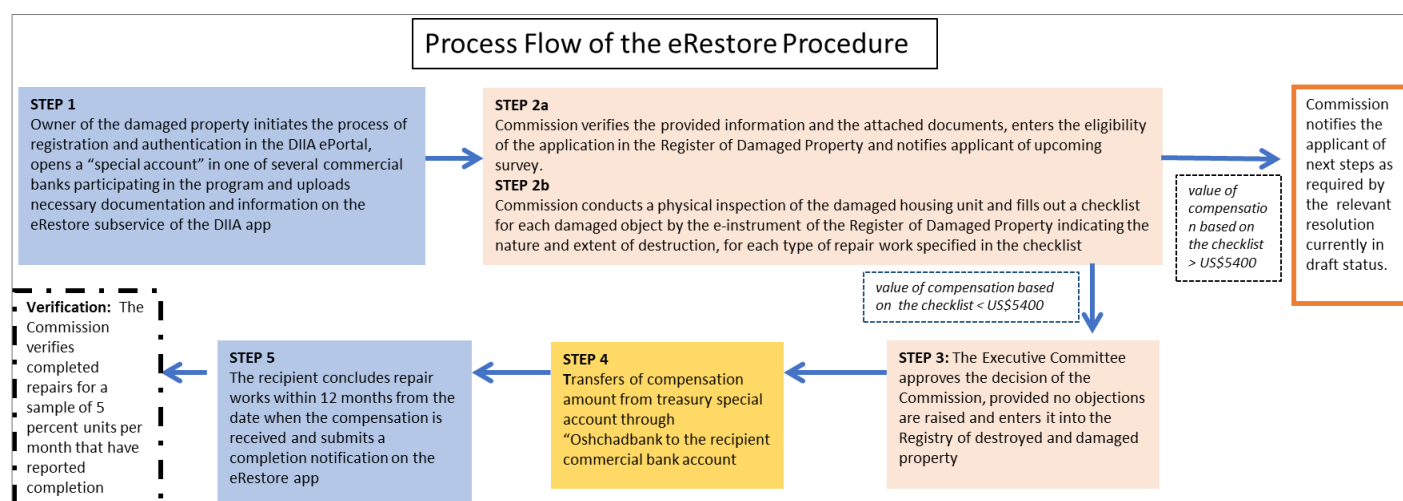 Process Flow of the eRestore Procedure
STEP 1
Owner of the damaged property initiates the process of
registration and authentication in the DIIA ePortal,
opens a “special account” in one of several commercial
banks participating in the program and uploads
necessary documentation and information on the
eRestore subservice of the DIIA app
STEP 2a
Commission verifies the provided information and the attached documents, enters the eligibility
of the application in the Register of Damaged Property and notifies applicant of upcoming
survey.
STEP 2b
Commission conducts a physical inspection of the damaged housing unit and fills out a checklist
for each damaged object by the e-instrument of the Register of Damaged Property indicating the
nature and extent of destruction, for each type of repair work specified in the checklist
value of
compensatio
n based on
the checklist
> US$5400
Commission
notifies the
applicant of
next steps as
required by
the relevant
resolution
currently in
draft status.
value of compensation based
on the checklist < US$5400
STEP 3: The Executive Committee
approves the decision of the
Commission, provided no objections
are raised and enters it into the
Registry of destroyed and damaged
property
STEP 4
Transfers of compensation
amount from treasury special
account through
“Oshchadbank to the recipient
commercial bank account
STEP 5
The recipient concludes repair
works within 12 months from the
date when the compensation is
received and submits a
completion notification on the
eRestore app
Verification: The
Commission
verifies
completed
repairs for a
sample of 5
percent units per
month that have
reported
completion